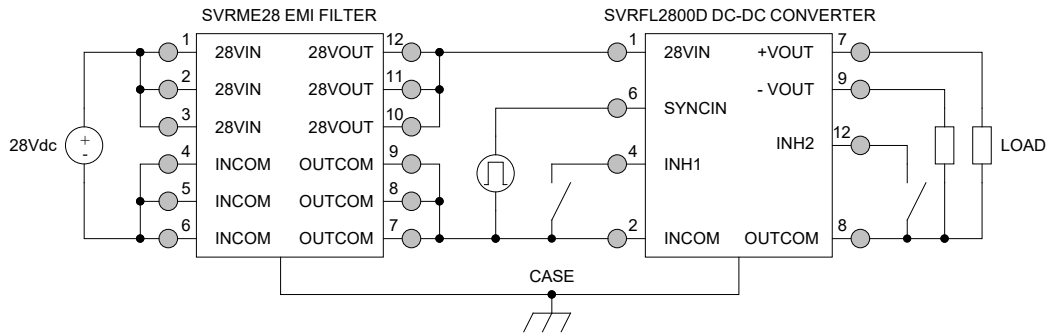 SVRME28 EMI FILTER
SVRFL2800D DC-DC CONVERTER
1 28VIN 28VOUT 12
2 28VIN 28VOUT 11
3 28VIN 28VOUT 10
4 INCOM OUTCOM 9
5 INCOM OUTCOM 8
6 INCOM OUTCOM 7
28Vdc
+
-
1 28VIN +VOUT 7
6 SYNCIN - VOUT 9
4 INH1 INH2 12
2 INCOM OUTCOM 8
LOAD
CASE